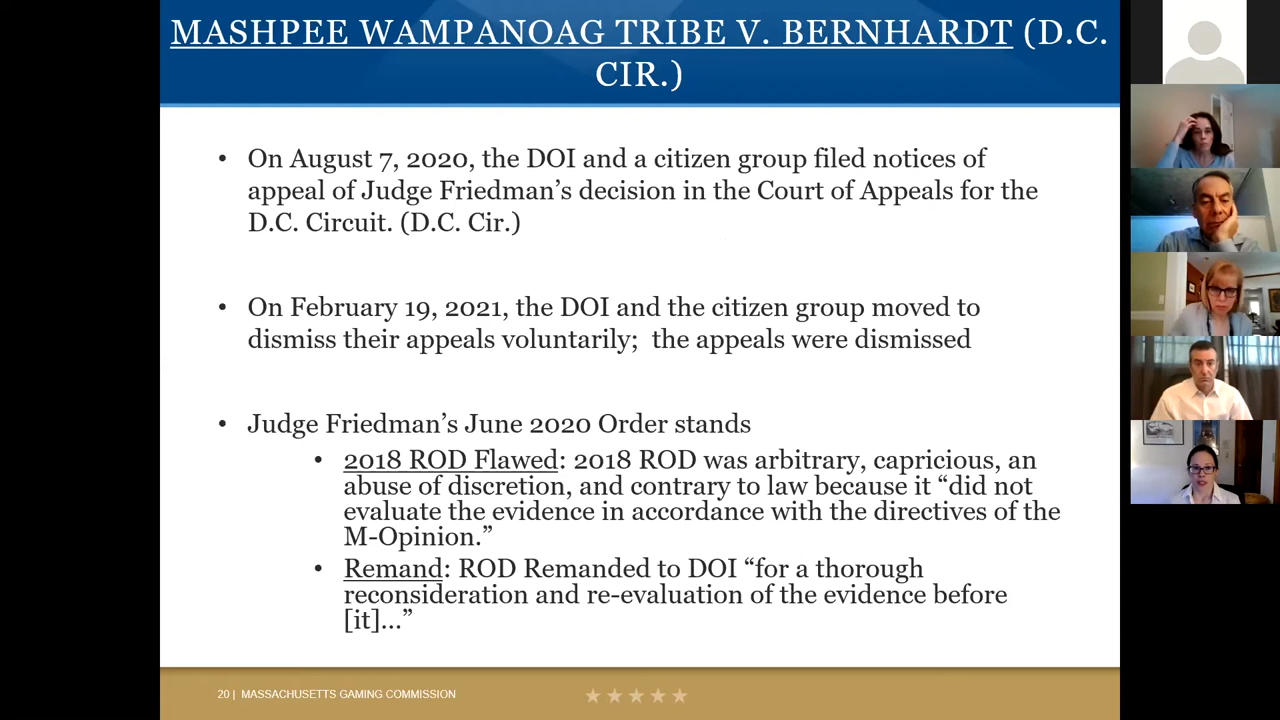 MASHPEE WAMPANOAG TRIBE V. BERNHARDT (D.C.
CIR.)
• On August 7, 2020, the DOI and a citizen group filed notices of
appeal of Judge Friedman’s decision in the Court of Appeals for the
D.C. Circuit. (D.C. Cir.)
• On February 19, 2021, the DOI and the citizen group moved to
dismiss their appeals voluntarily;  the appeals were dismissed
• Judge Friedman’s June 2020 Order stands
• 2018 ROD Flawed: 2018 ROD was arbitrary, capricious, an
abuse of discretion, and contrary to law because it “did not
evaluate the evidence in accordance with the directives of the
M-Opinion.”
• Remand: ROD Remanded to DOI “for a thorough
reconsideration and re-evaluation of the evidence before
[it]…”
20 | MASSACHUSETTS GAMING COMMISSION